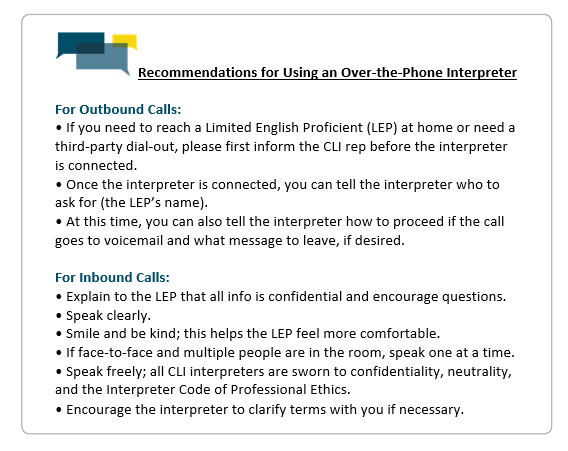 Recommendations for Using an Over-the-Phone Interpreter
For Outbound Calls:
• If you need to reach a Limited English Proficient (LEP) at home or need a
third-party dial-out, please first inform the CLI rep before the interpreter
is connected.
• Once the interpreter is connected, you can tell the interpreter who to
ask for (the LEP’s name).
• At this time, you can also tell the interpreter how to proceed if the call
goes to voicemail and what message to leave, if desired.
For Inbound Calls:
• Explain to the LEP that all info is confidential and encourage questions.
• Speak clearly.
• Smile and be kind; this helps the LEP feel more comfortable.
• If face-to-face and multiple people are in the room, speak one at a time.
• Speak freely; all CLI interpreters are sworn to confidentiality, neutrality,
and the Interpreter Code of Professional Ethics.
• Encourage the interpreter to clarify terms with you if necessary.